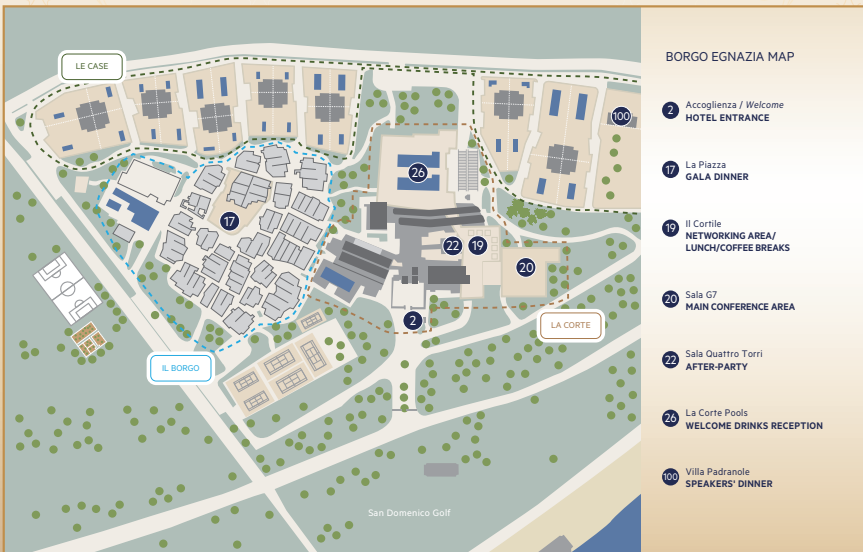 LE CASE
100
26
17
22
19
20
2
LA CORTE
IL BORGO
San Domenico Golf
BORGO EGNAZIA MAP
2 Accoglienza / Welcome
HOTEL ENTRANCE
17 La Piazza
GALA DINNER
19 Il Cortile
NETWORKING AREA/
LUNCH/COFFEE BREAKS
20 Sala G7
MAIN CONFERENCE AREA
22 Sala Quattro Torri
AFTER-PARTY
26 La Corte Pools
WELCOME DRINKS RECEPTION
100 Villa Padranole
SPEAKERS' DINNER